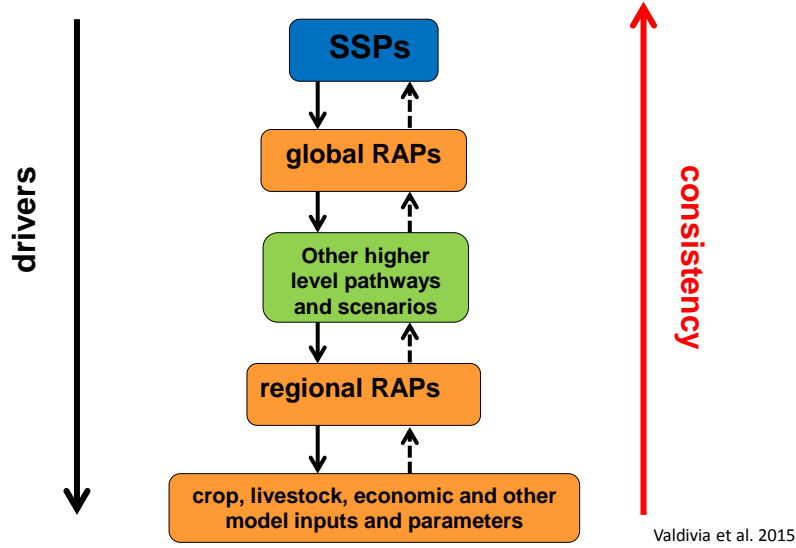 SSPs
global RAPs
Other higher
level pathways
and scenarios
regional RAPs
crop, livestock, economic and other
model inputs and parameters
drivers
consistency
Valdivia et al. 2015